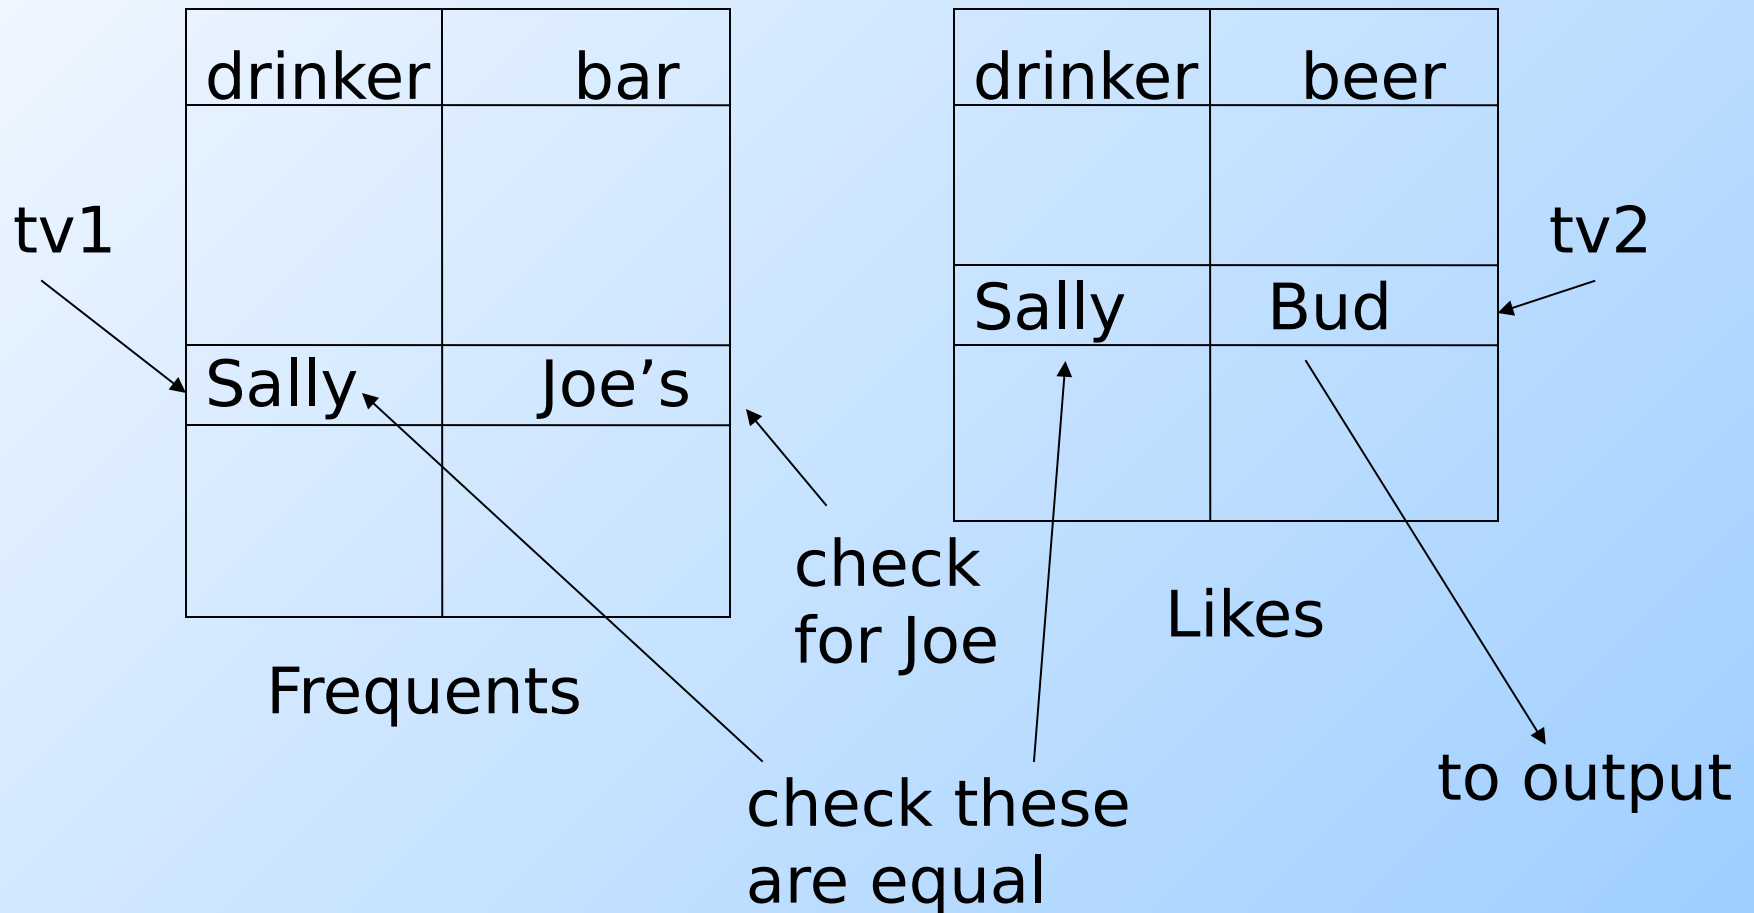 drinker bar
drinker beer
tv1
tv2
Sally Bud
Sally Joe’s
check
for Joe
Likes
Frequents
to output
check these
are equal